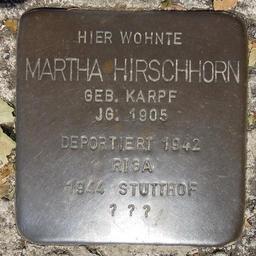 HIER WOHNTE
MARTHA HIRSCHHORN
GEB. KARPF
JG. 1905
DEPORTIERT 1942
RIGA
1944 STUTTHOF
? ? ?